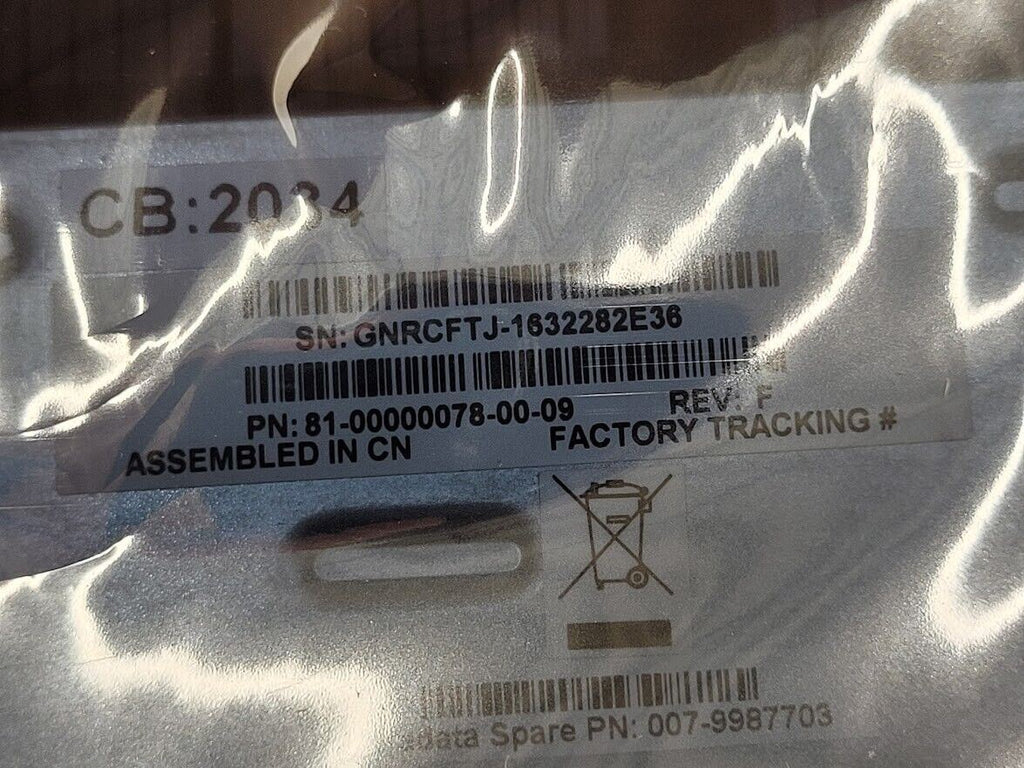 CB:2034
SN: GNRCFTJ-1632282E36
PN: 81-00000078-00-09 REV: F
ASSEMBLED IN CN FACTORY TRACKING #
Spare PN: 007-9987703